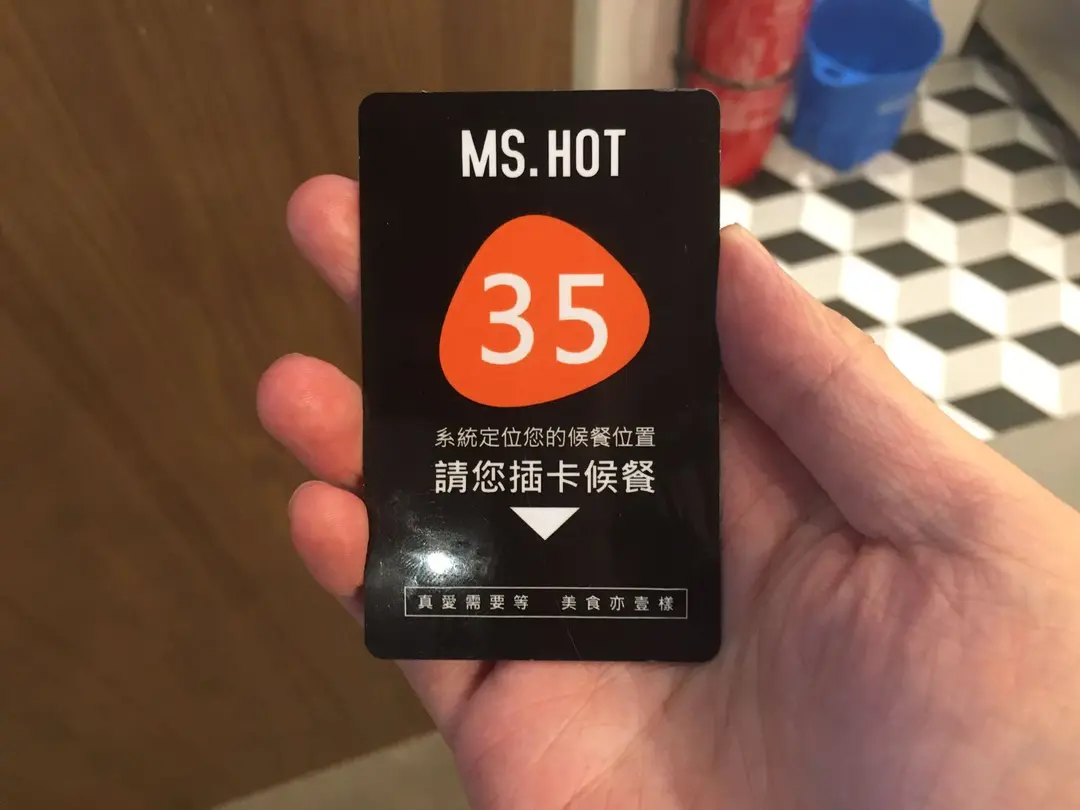 MS. HOT
35
系統定位您的候餐位置
請您插卡候餐
真愛需要等 美食亦壹樣